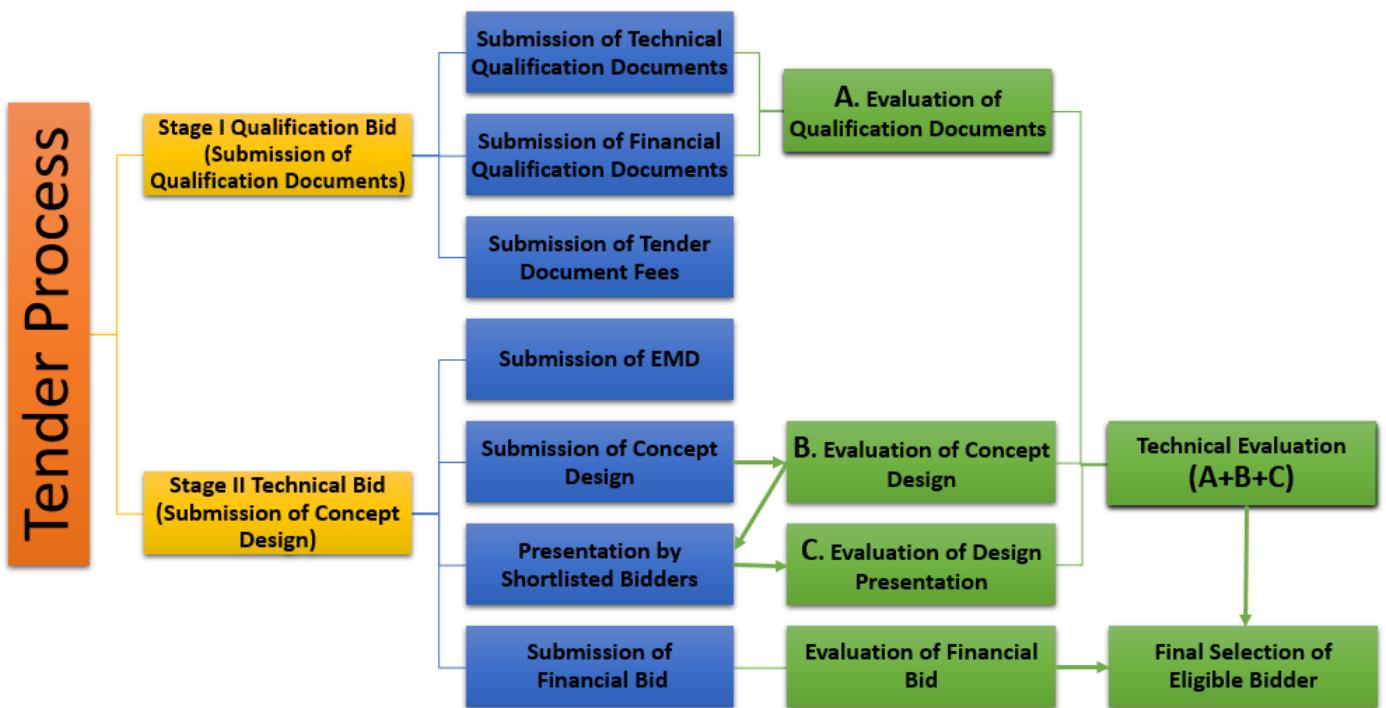 Tender Process
Stage I Qualification Bid
(Submission of
Qualification Documents)
Stage II Technical Bid
(Submission of Concept
Design)
Submission of Technical
Qualification Documents
Submission of Financial
Qualification Documents
Submission of Tender
Document Fees
Submission of EMD
Submission of Concept
Design
Presentation by
Shortlisted Bidders
Submission of
Financial Bid
A. Evaluation of
Qualification Documents
B. Evaluation of Concept
Design
C. Evaluation of Design
Presentation
Evaluation of Financial
Bid
Technical Evaluation
(A+B+C)
Final Selection of
Eligible Bidder